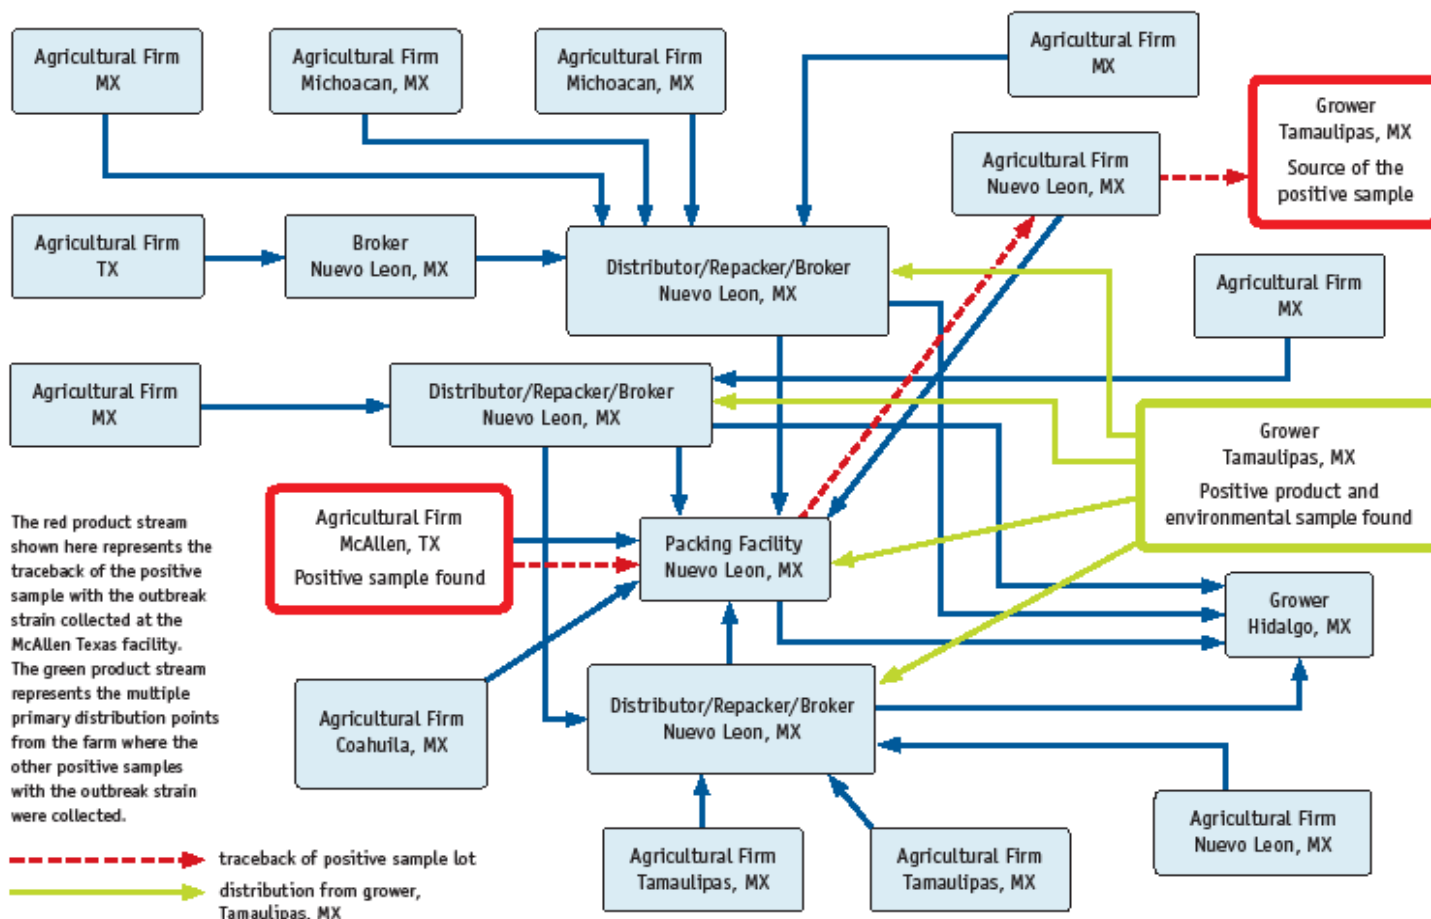 Agricultural Firm
MX
Agricultural Firm
Michoacan, MX
Agricultural Firm
Michoacan, MX
Agricultural Firm
MX
Grower
Tamaulipas, MX
Source of the
positive sample
Agricultural Firm
Nuevo Leon, MX
Agricultural Firm
TX
Broker
Nuevo Leon, MX
Distributor/Repacker/Broker
Nuevo Leon, MX
Agricultural Firm
MX
Agricultural Firm
MX
Distributor/Repacker/Broker
Nuevo Leon, MX
Grower
Tamaulipas, MX
Positive product and
environmental sample found
Agricultural Firm
McAllen, TX
Positive sample found
Packing Facility
Nuevo Leon, MX
Grower
Hidalgo, MX
Agricultural Firm
Coahuila, MX
Distributor/Repacker/Broker
Nuevo Leon, MX
Agricultural Firm
Nuevo Leon, MX
Agricultural Firm
Tamaulipas, MX
Agricultural Firm
Tamaulipas, MX
The red product stream
shown here represents the
traceback of the positive
sample with the outbreak
strain collected at the
McAllen Texas facility.
The green product stream
represents the multiple
primary distribution points
from the farm where the
other positive samples
with the outbreak strain
were collected.
traceback of positive sample lot
distribution from grower,
Tamaulipas, MX